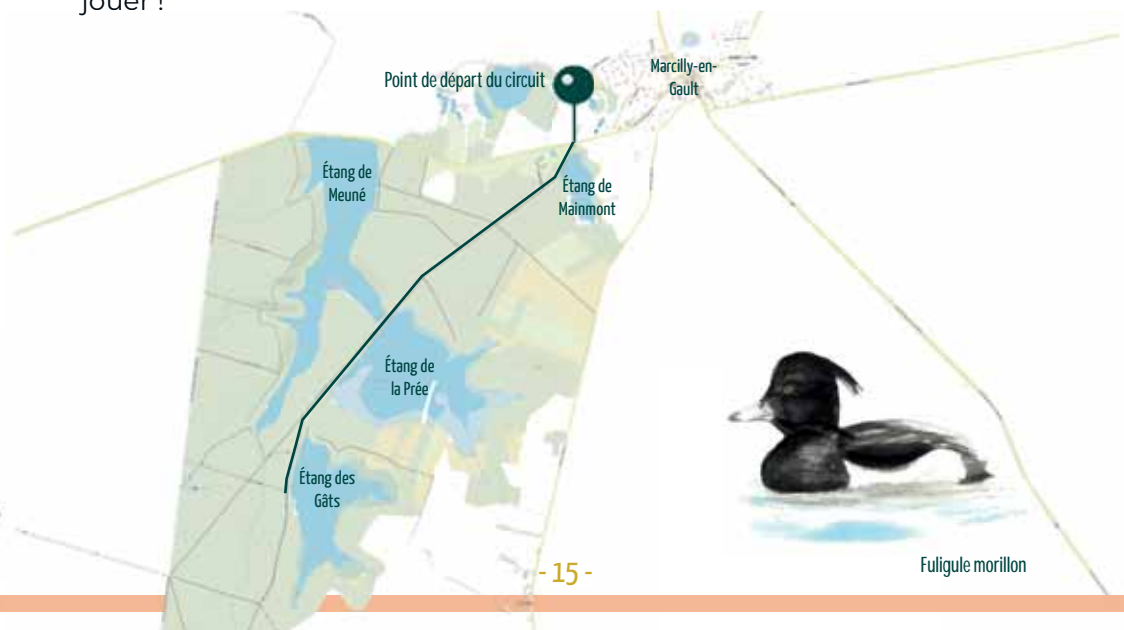 jouer !
Point de départ du circuit
Marcilly-en-
Gault
Étang de
Meuné
Étang de
Mainmont
Étang de
la Prée
Étang des
Gâts
Fuligule morillon
- 15 -